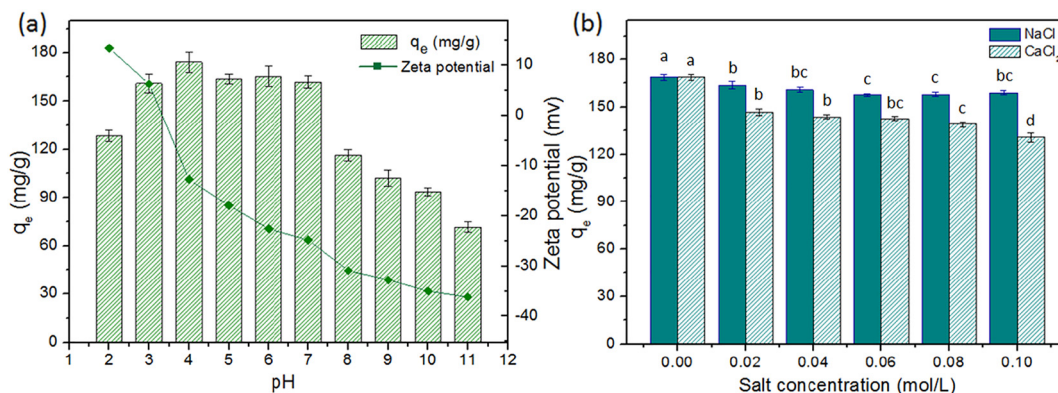 (a)
qe (mg/g)
Zeta potential
180
150
120
90
60
30
0
qe (mg/g)
10
0
-10
-20
-30
-40
Zeta potential (mv)
1 2 3 4 5 6 7 8 9 10 11 12
pH
(b)
NaCl
CaCl2
180
150
120
90
60
30
0
qe (mg/g)
a a b b bc b c bc c c bc d
0.00 0.02 0.04 0.06 0.08 0.10
Salt concentration (mol/L)